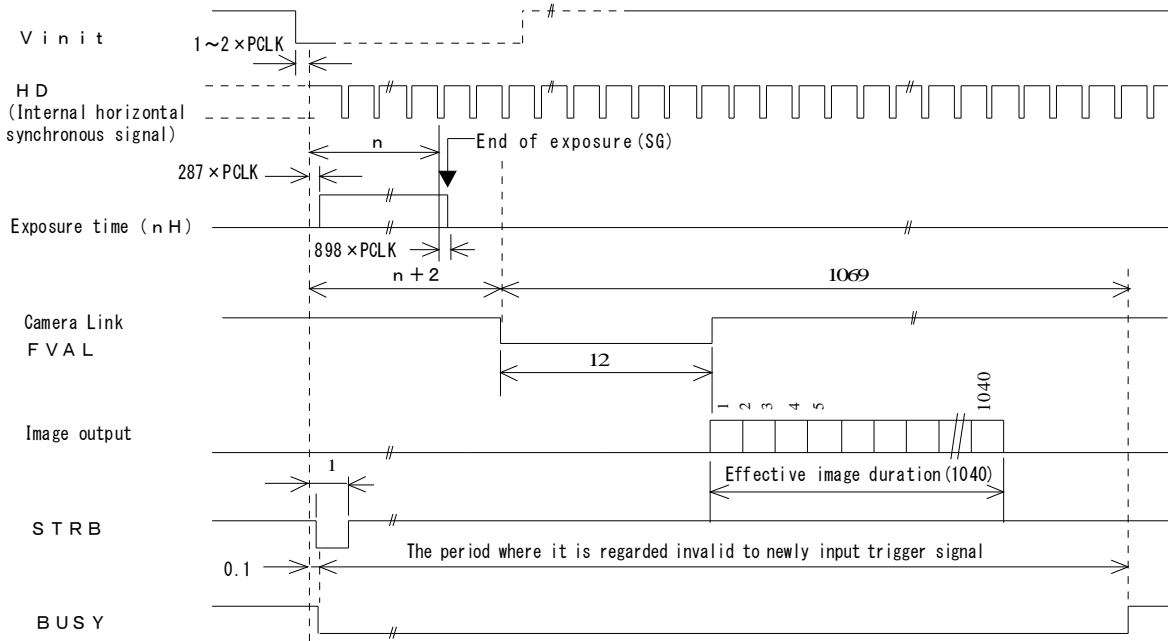 Ｖｉｎｉｔ
1～2×PCLK
ＨＤ
(Internal horizontal
synchronous signal)
n
End of exposure(SG)
287×PCLK
Exposure time (nH)
898×PCLK
n+2
1069
Camera Link
ＦＶＡＬ
12
1 2 3 4 5 1040
Image output
1
Effective image duration(1040)
ＳＴＲＢ
The period where it is regarded invalid to newly input trigger signal
0.1
ＢＵＳＹ